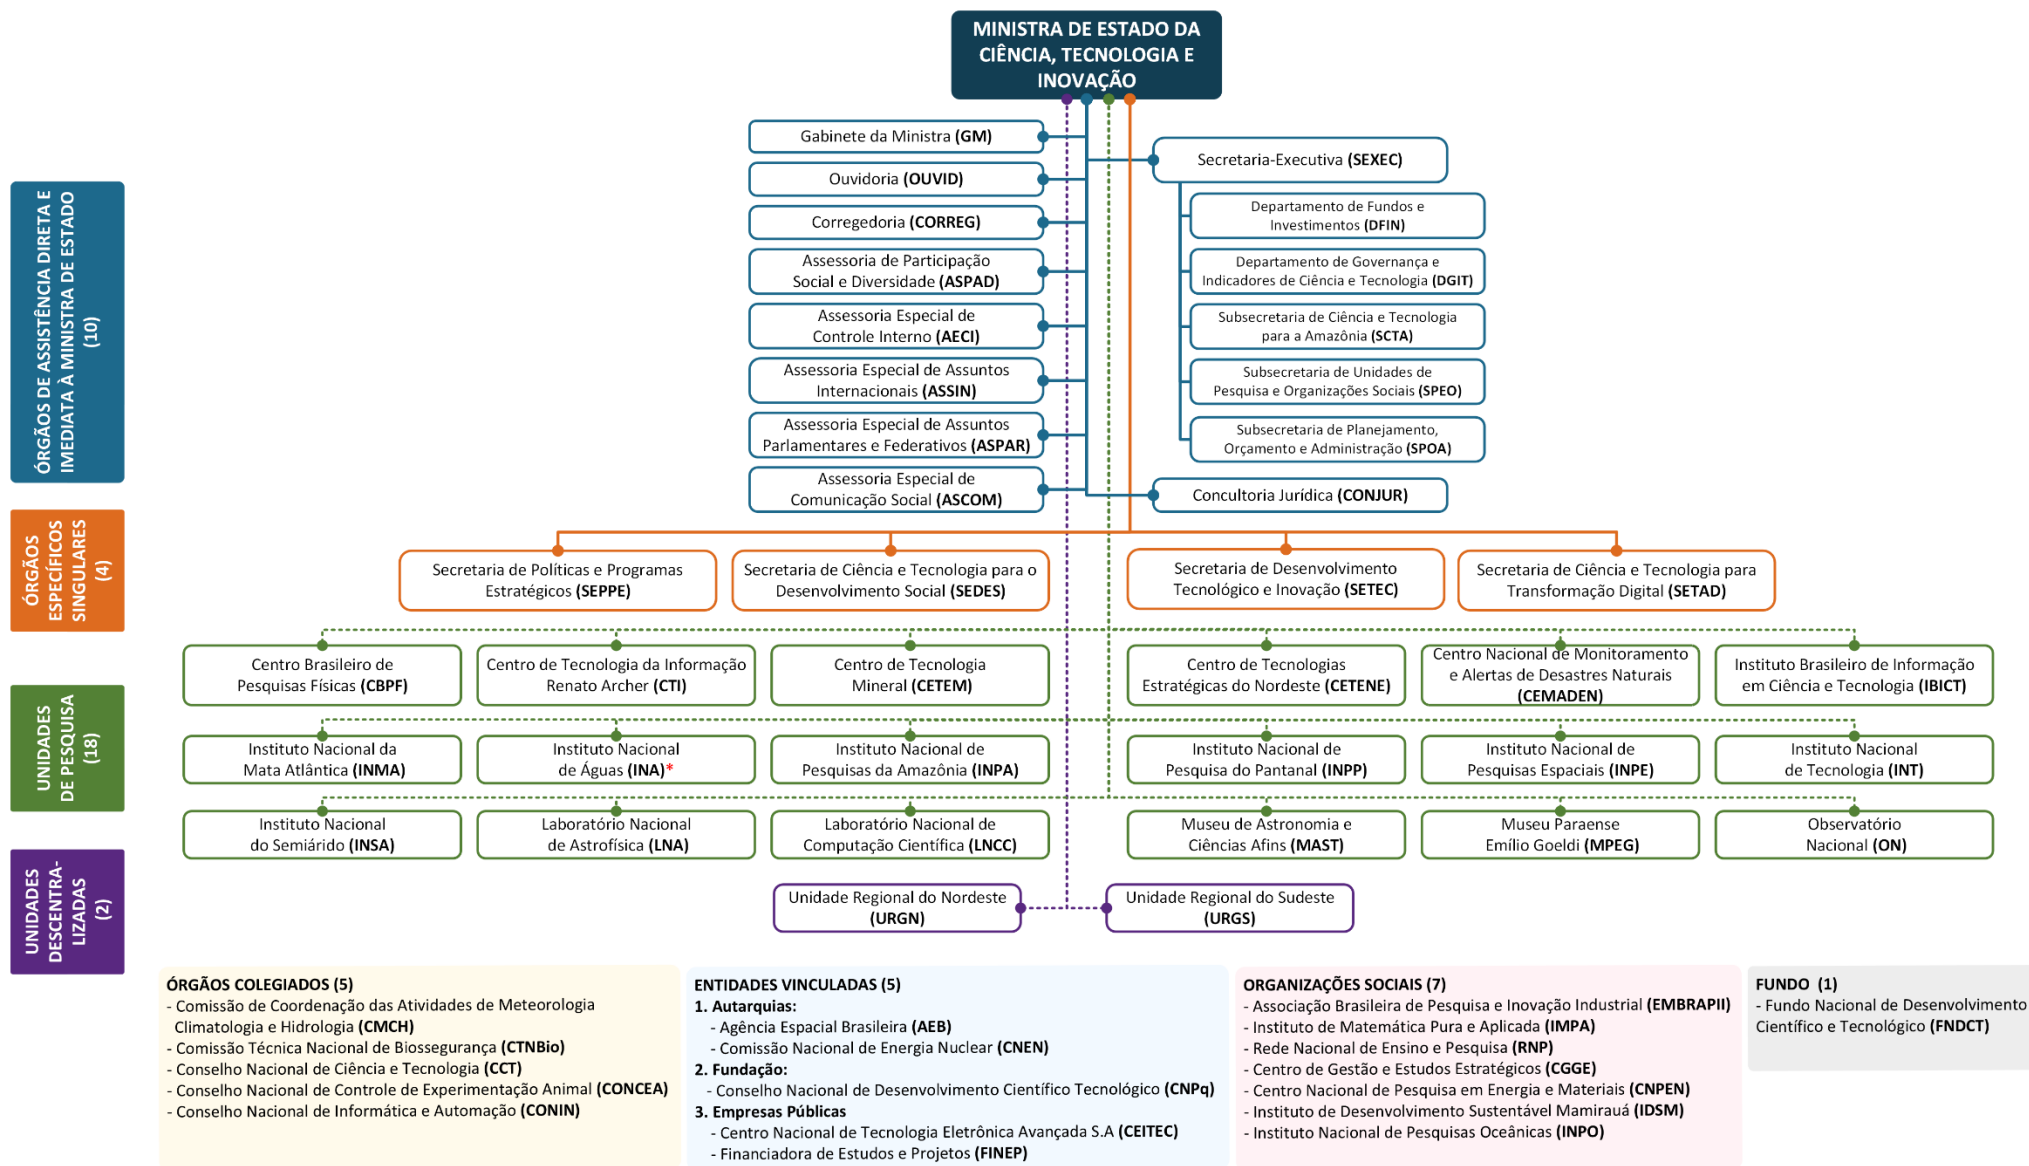 MINISTRA DE ESTADO DA
CIÊNCIA, TECNOLOGIA E
INOVAÇÃO
ÓRGÃOS DE ASSISTÊNCIA DIRETA E
IMEDIATA À MINISTRA DE ESTADO
(10)
Gabinete da Ministra (GM)
Ouvidoria (OUVID)
Corregedoria (CORREG)
Assessoria de Participação
Social e Diversidade (ASPAD)
Assessoria Especial de
Controle Interno (AECI)
Assessoria Especial de Assuntos
Internacionais (ASSIN)
Assessoria Especial de Assuntos
Parlamentares e Federativos (ASPAR)
Assessoria Especial de
Comunicação Social (ASCOM)
Secretaria-Executiva (SEXEC)
Departamento de Fundos e
Investimentos (DFIN)
Departamento de Governança e
Indicadores de Ciência e Tecnologia (DGIT)
Subsecretaria de Ciência e Tecnologia
para a Amazônia (SCTA)
Subsecretaria de Unidades de
Pesquisa e Organizações Sociais (SPEO)
Subsecretaria de Planejamento,
Orçamento e Administração (SPOA)
Concultoria Jurídica (CONJUR)
ÓRGÃOS
ESPECÍFICOS
SINGULARES
(4)
Secretaria de Políticas e Programas
Estratégicos (SEPPE)
Secretaria de Ciência e Tecnologia para o
Desenvolvimento Social (SEDES)
Secretaria de Desenvolvimento
Tecnológico e Inovação (SETEC)
Secretaria de Ciência e Tecnologia para
Transformação Digital (SETAD)
UNIDADES
DE PESQUISA
(18)
Centro Brasileiro de
Pesquisas Físicas (CBPF)
Centro de Tecnologia da Informação
Renato Archer (CTI)
Centro de Tecnologia
Mineral (CETEM)
Centro de Tecnologias
Estratégicas do Nordeste (CETENE)
Centro Nacional de Monitoramento
e Alertas de Desastres Naturais
(CEMADEN)
Instituto Brasileiro de Informação
em Ciência e Tecnologia (IBICT)
Instituto Nacional da
Mata Atlântica (INMA)
Instituto Nacional
de Águas (INA)*
Instituto Nacional de
Pesquisas da Amazônia (INPA)
Instituto Nacional de
Pesquisa do Pantanal (INPP)
Instituto Nacional de
Pesquisas Espaciais (INPE)
Instituto Nacional
de Tecnologia (INT)
Instituto Nacional
do Semiárido (INSA)
Laboratório Nacional
de Astrofísica (LNA)
Laboratório Nacional de
Computação Científica (LNCC)
Museu de Astronomia e
Ciências Afins (MAST)
Museu Paraense
Emílio Goeldi (MPEG)
Observatório
Nacional (ON)
UNIDADES
DESCENTRA-
LIZADAS
(2)
Unidade Regional do Nordeste
(URGN)
Unidade Regional do Sudeste
(URGS)
ÓRGÃOS COLEGIADOS (5)
- Comissão de Coordenação das Atividades de Meteorologia
Climatologia e Hidrologia (CMCH)
- Comissão Técnica Nacional de Biossegurança (CTNBio)
- Conselho Nacional de Ciência e Tecnologia (CCT)
- Conselho Nacional de Controle de Experimentação Animal (CONCEA)
- Conselho Nacional de Informática e Automação (CONIN)
ENTIDADES VINCULADAS (5)
1. Autarquias:
- Agência Espacial Brasileira (AEB)
- Comissão Nacional de Energia Nuclear (CNEN)
2. Fundação:
- Conselho Nacional de Desenvolvimento Científico Tecnológico (CNPq)
3. Empresas Públicas
- Centro Nacional de Tecnologia Eletrônica Avançada S.A (CEITEC)
- Financiadora de Estudos e Projetos (FINEP)
ORGANIZAÇÕES SOCIAIS (7)
- Associação Brasileira de Pesquisa e Inovação Industrial (EMBRAPII)
- Instituto de Matemática Pura e Aplicada (IMPA)
- Rede Nacional de Ensino e Pesquisa (RNP)
- Centro de Gestão e Estudos Estratégicos (CGGE)
- Centro Nacional de Pesquisa em Energia e Materiais (CNPEN)
- Instituto de Desenvolvimento Sustentável Mamirauá (IDSM)
- Instituto Nacional de Pesquisas Oceânicas (INPO)
FUNDO (1)
- Fundo Nacional de Desenvolvimento
Científico e Tecnológico (FNDCT)